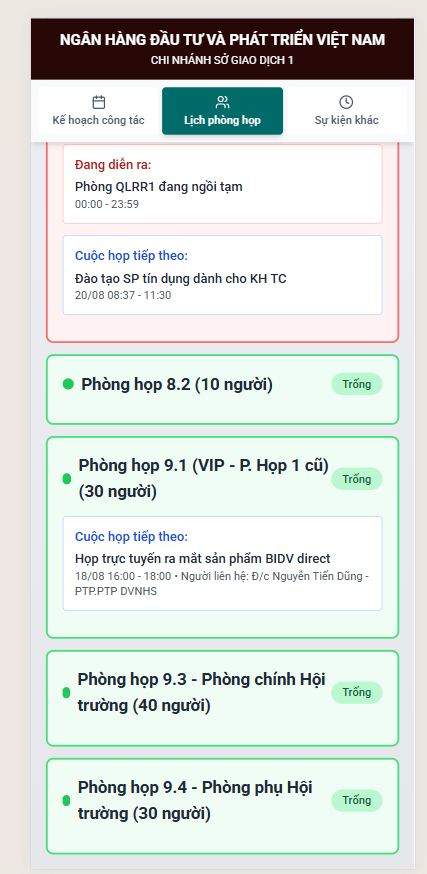 NGÂN HÀNG ĐẦU TƯ VÀ PHÁT TRIỂN VIỆT NAM
CHI NHÁNH SỞ GIAO DỊCH 1
Kế hoạch công tác
Lịch phòng họp
Sự kiện khác
Đang diễn ra:
Phòng QLRR1 đang ngồi tạm
00:00 - 23:59
Cuộc họp tiếp theo:
Đào tạo SP tín dụng dành cho KH TC
20/08 08:37 - 11:30
Phòng họp 8.2 (10 người)
Trống
Phòng họp 9.1 (VIP - P. Họp 1 cũ)
(30 người)
Trống
Cuộc họp tiếp theo:
Họp trực tuyến ra mắt sản phẩm BIDV direct
18/08 16:00 - 18:00 • Người liên hệ: Đ/c Nguyễn Tiến Dũng -
PTP.PTP DVNHS
Phòng họp 9.3 - Phòng chính Hội
trường (40 người)
Trống
Phòng họp 9.4 - Phòng phụ Hội
trường (30 người)
Trống